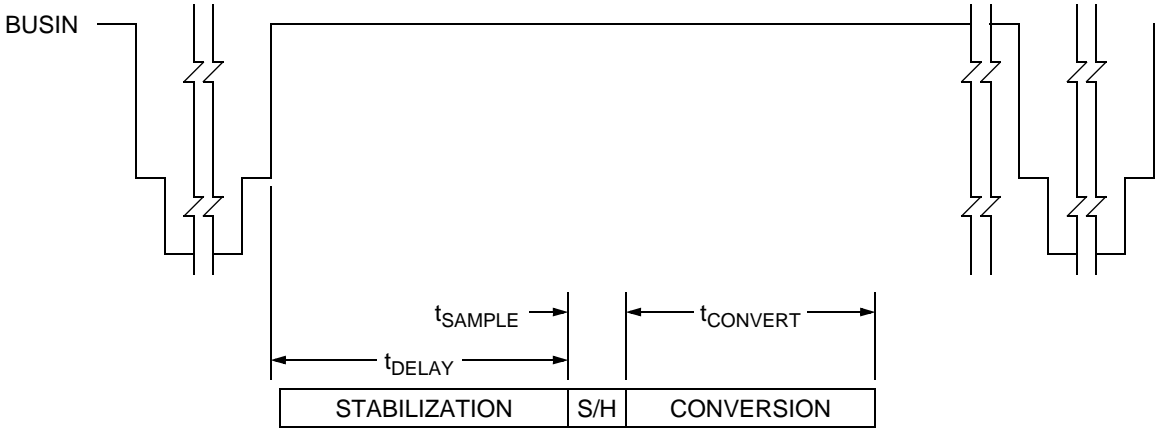 BUSIN
tSAMPLE
tCONVERT
tDELAY
STABILIZATION
S/H
CONVERSION